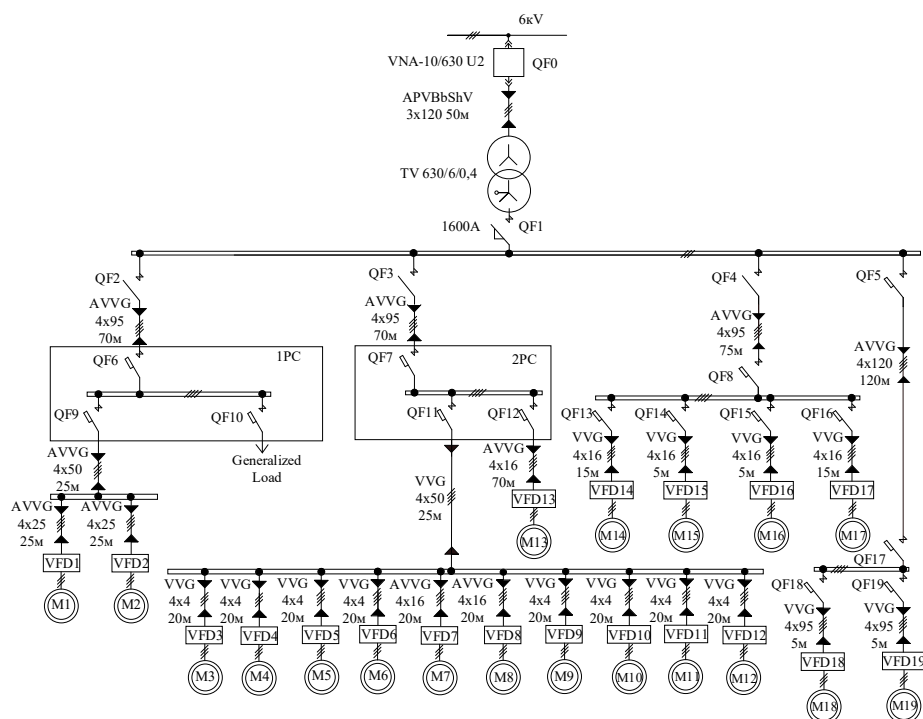 6кV
VNA-10/630 U2
QF0
APVBbShV
3x120 50м
TV 630/6/0,4
1600A
QF1
QF2
QF3
QF4
QF5
AVVG
4x95
70м
AVVG
4x95
70м
AVVG
4x95
75м
AVVG
4x120
120м
1PC
QF6
QF9
QF10
Generalized
Load
2PC
QF7
QF11
QF12
QF8
QF13
QF14
QF15
QF16
AVVG
4x50
25м
VVG
4x50
25м
AVVG
4x16
70м
VVG
4x16
15м
VVG
4x16
5м
VVG
4x16
5м
VVG
4x16
15м
VFD13
VFD14
VFD15
VFD16
VFD17
M13
M14
M15
M16
M17
AVVG
4x25
25м
AVVG
4x25
25м
VFD1
VFD2
M1
M2
QF17
QF18
QF19
VVG
4x4
20м
VVG
4x4
20м
VVG
4x4
20м
VVG
4x4
20м
AVVG
4x16
20м
AVVG
4x16
20м
VVG
4x4
20м
VVG
4x4
20м
VVG
4x4
20м
VVG
4x4
20м
VVG
4x95
5м
VVG
4x95
5м
VFD3
VFD4
VFD5
VFD6
VFD7
VFD8
VFD9
VFD10
VFD11
VFD12
VFD18
VFD19
M3
M4
M5
M6
M7
M8
M9
M10
M11
M12
M18
M19